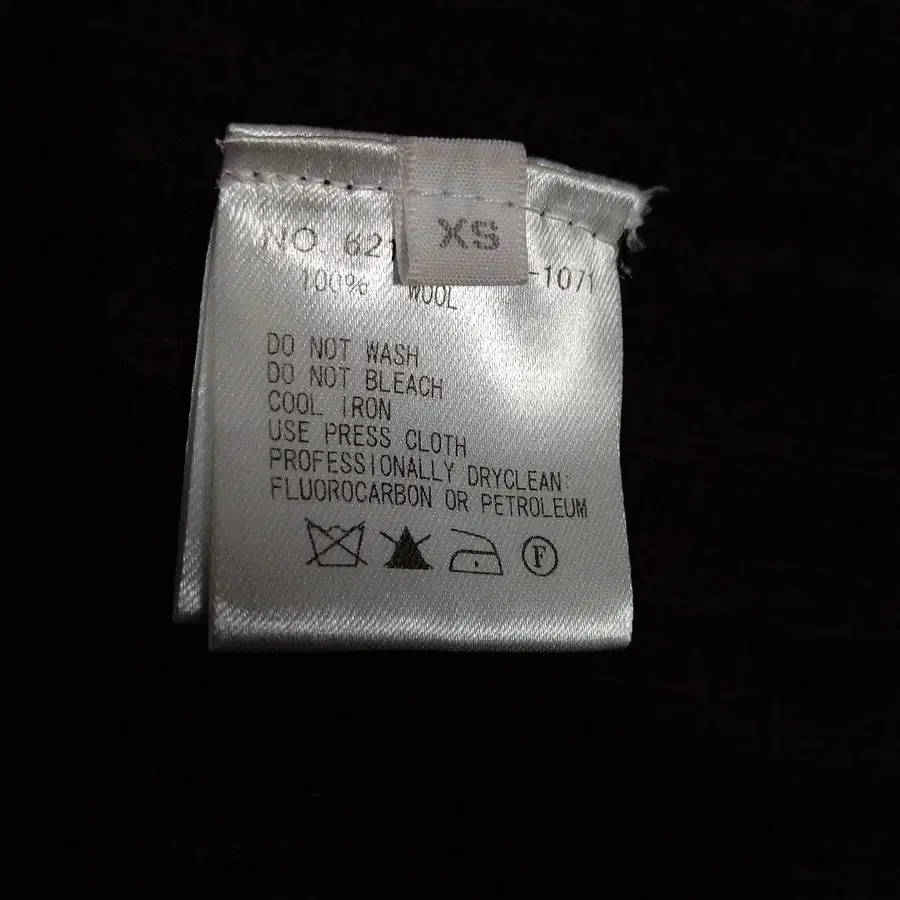 XS
NO 621 -1071
100% WOOL
DO NOT WASH
DO NOT BLEACH
COOL IRON
USE PRESS CLOTH
PROFESSIONALLY DRYCLEAN:
FLUOROCARBON OR PETROLEUM
F